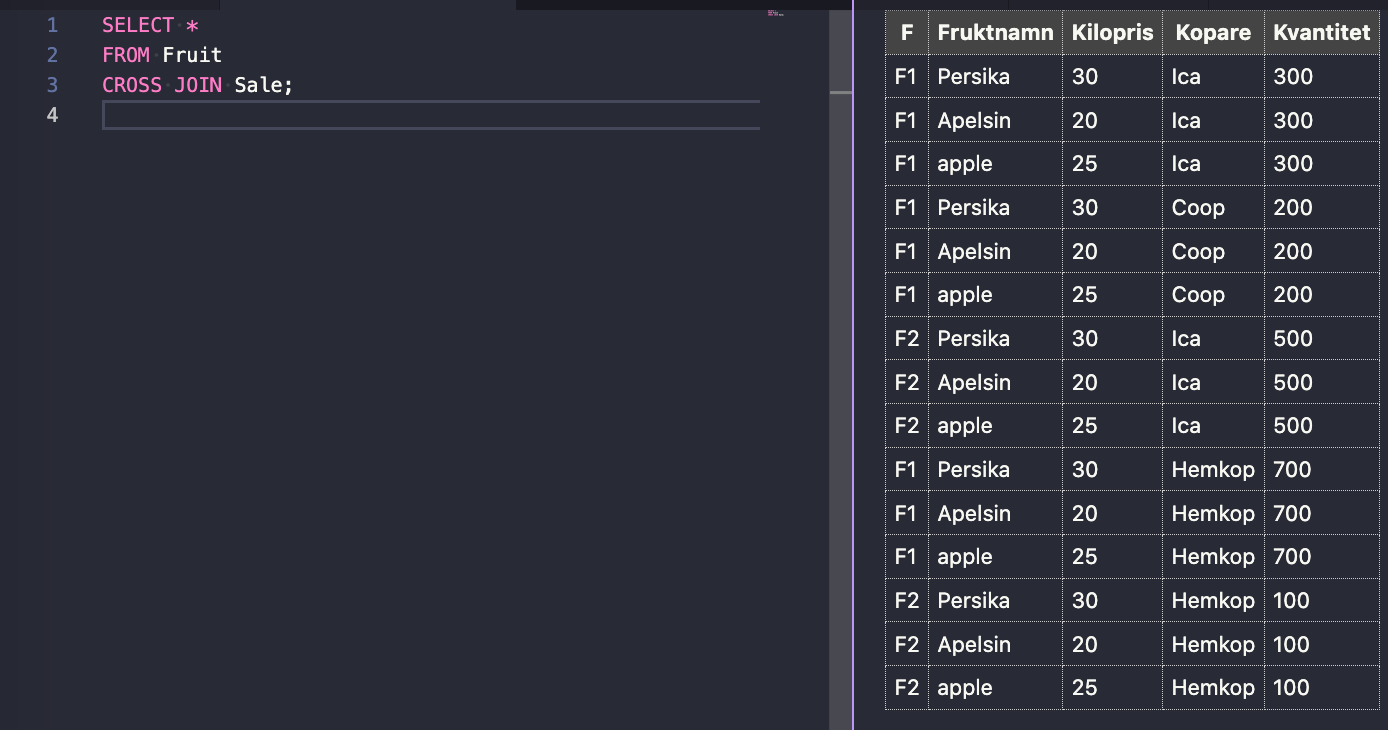 1 SELECT *
2 FROM Fruit
3 CROSS JOIN Sale;
4
F Fruktnamn Kilopris Kopare Kvantitet
F1 Persika 30 Ica 300
F1 Apelsin 20 Ica 300
F1 apple 25 Ica 300
F1 Persika 30 Coop 200
F1 Apelsin 20 Coop 200
F1 apple 25 Coop 200
F2 Persika 30 Ica 500
F2 Apelsin 20 Ica 500
F2 apple 25 Ica 500
F1 Persika 30 Hemkop 700
F1 Apelsin 20 Hemkop 700
F1 apple 25 Hemkop 700
F2 Persika 30 Hemkop 100
F2 Apelsin 20 Hemkop 100
F2 apple 25 Hemkop 100